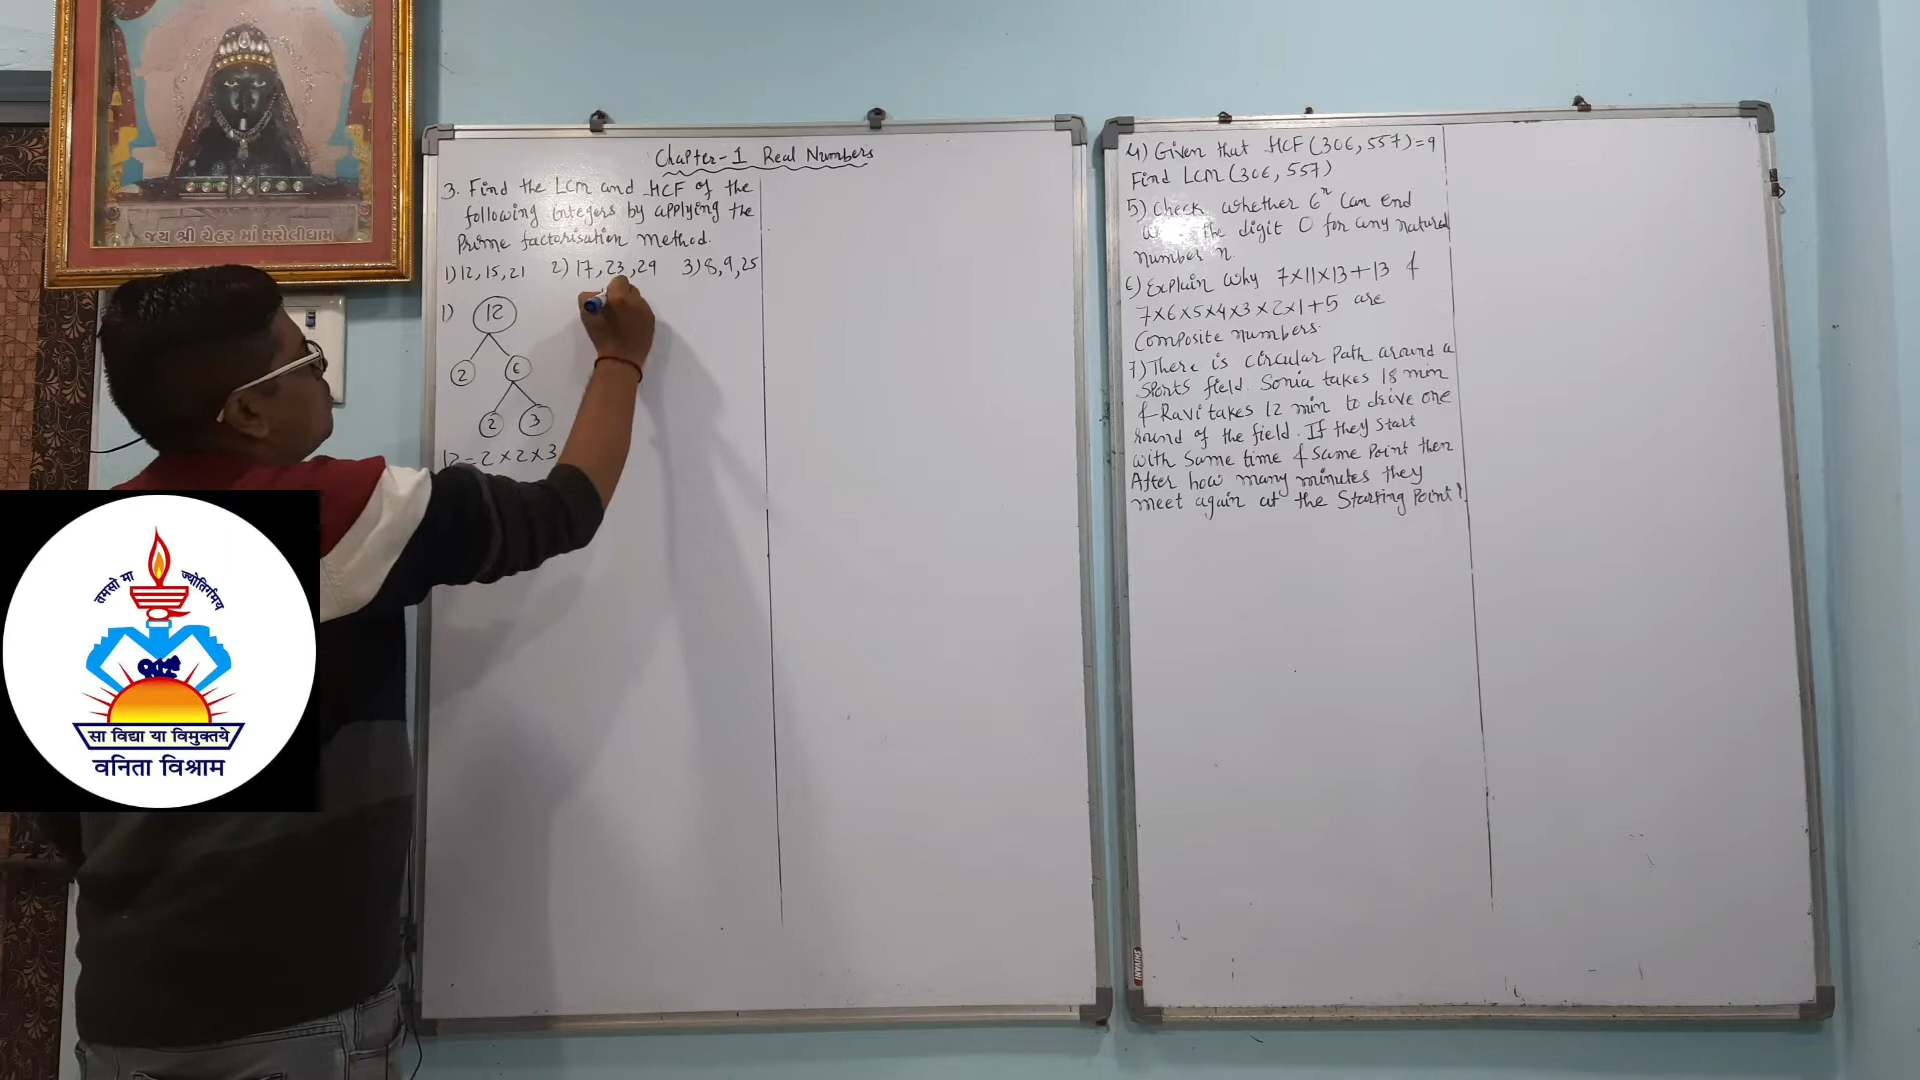 જય શ્રી ચેહર માં મરોલીધામ
Chapter-1 Real Numbers
3. Find the LCM and HCF of the
following integers by applying the
Prime factorisation method.
1) 12, 15, 21 2) 17, 23, 29 3) 8, 9, 25
1) 12
2 6
2 3
12 = 2 × 2 × 3
4) Given that HCF (306, 557) = 9
Find LCM (306, 557)
5) Check whether 6ⁿ can end
the digit 0 for any natural
number n.
6) Explain why 7×11×13+13 &
7×6×5×4×3×2×1+5 are
Composite numbers.
7) There is circular Path around a
sports field. Sonia takes 18 min
& Ravi takes 12 min to drive one
round of the field. If they start
with same time & same Point then
After how many minutes they
meet again at the Starting Point?
SHIVANI
तमसो मा ज्योतिर्गमय
सा विद्या या विमुक्तये
वनिता विश्राम